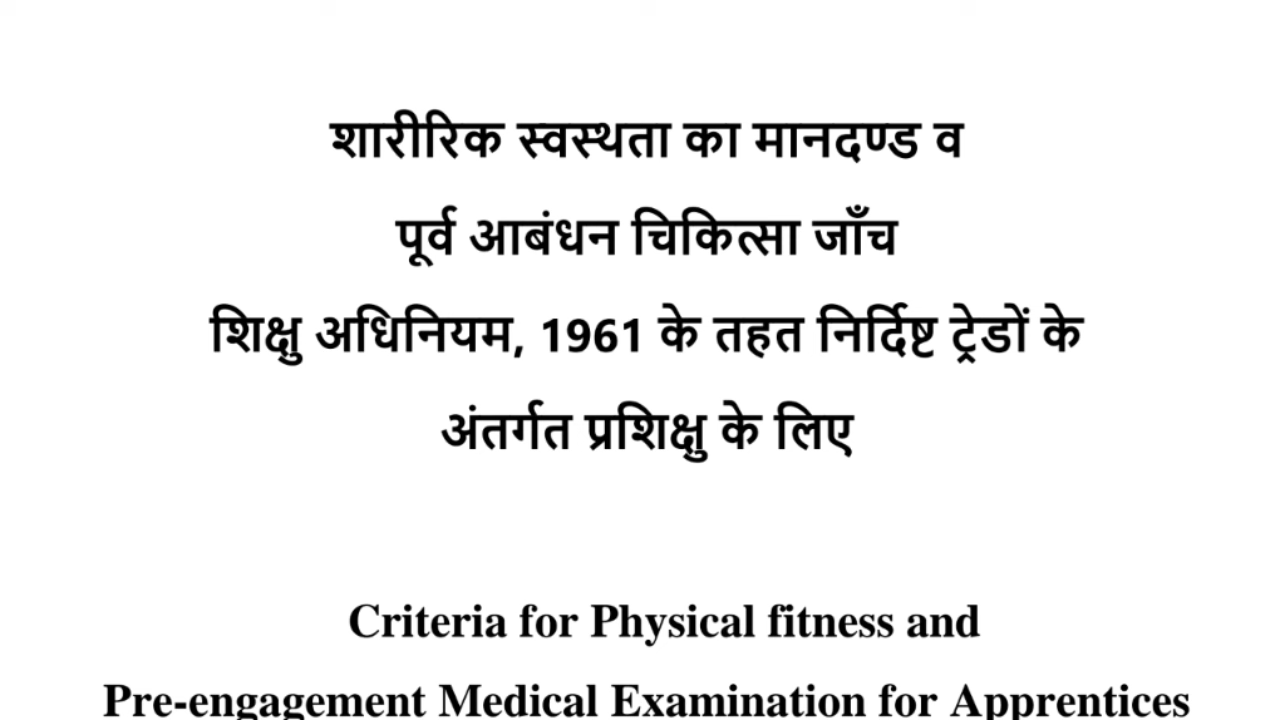 शारीरिक स्वस्थता का मानदण्ड व
पूर्व आबंधन चिकित्सा जाँच
शिक्षु अधिनियम, 1961 के तहत निर्दिष्ट ट्रेडों के
अंतर्गत प्रशिक्षु के लिए
Criteria for Physical fitness and
Pre-engagement Medical Examination for Apprentices